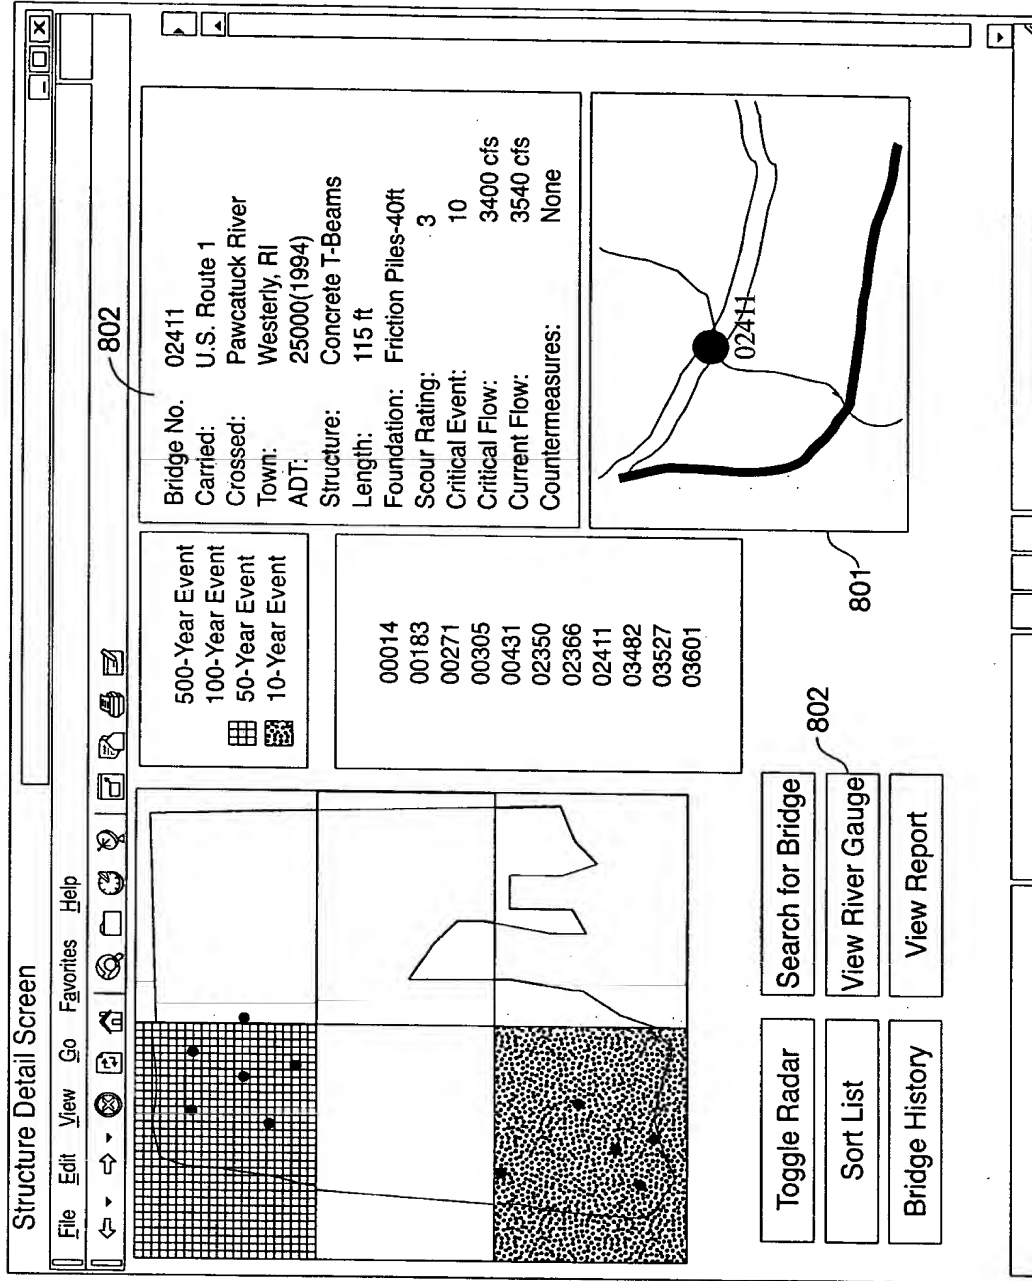 Structure Detail Screen
File Edit View Go Favorites Help
500-Year Event
100-Year Event
50-Year Event
10-Year Event
802
Bridge No. 02411
Carried: U.S. Route 1
Crossed: Pawcatuck River
Town: Westerly, RI
ADT: 25000(1994)
Structure: Concrete T-Beams
Length: 115 ft
Foundation: Friction Piles-40ft
Scour Rating: 3
Critical Event: 10
Critical Flow: 3400 cfs
Current Flow: 3540 cfs
Countermeasures: None
00014
00183
00271
00305
00431
02350
02366
02411
03482
03527
03601
02411
801
Toggle Radar
Search for Bridge
802
Sort List
View River Gauge
Bridge History
View Report